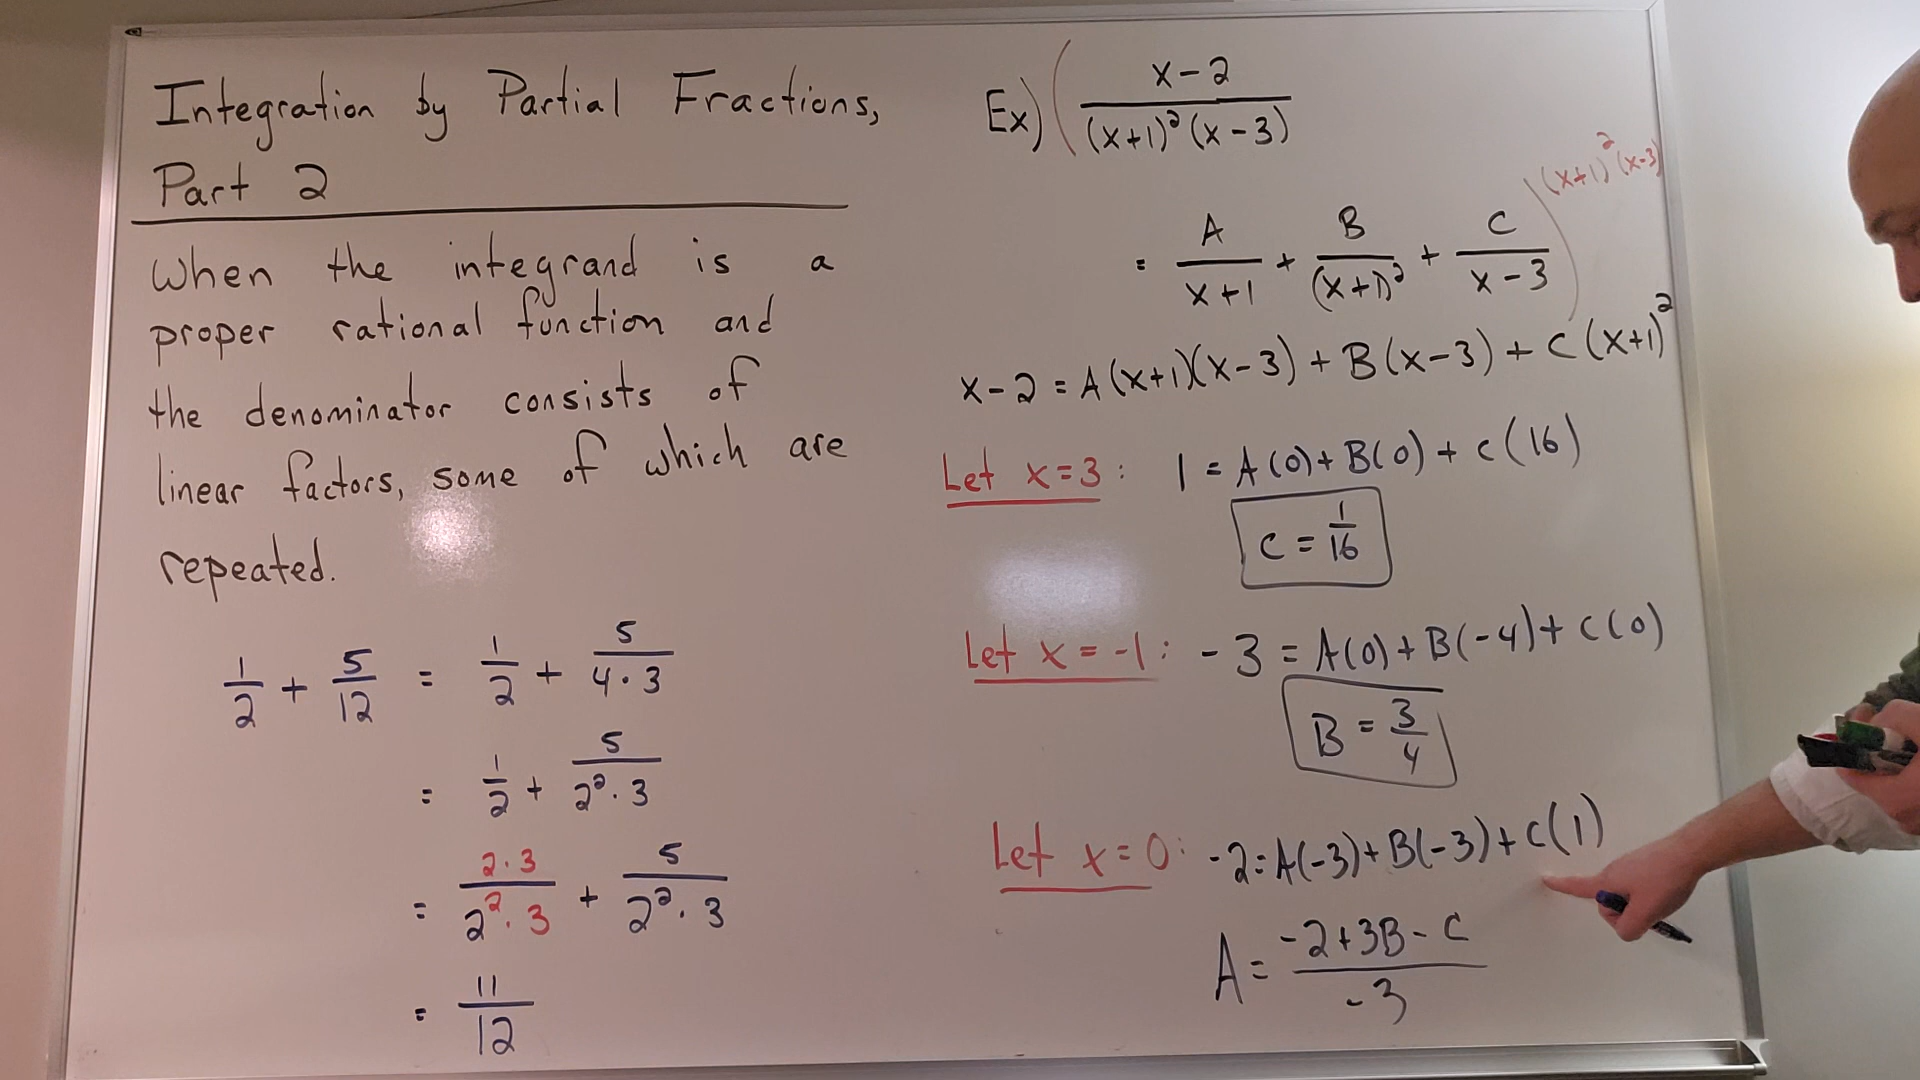 Integration by Partial Fractions,
Part 2
When the integrand is a
proper rational function and
the denominator consists of
linear factors, some of which are
repeated.
1/2 + 5/12 = 1/2 + 5/(4·3)
= 1/2 + 5/(2²·3)
= (2·3)/(2²·3) + 5/(2²·3)
= 11/12
Ex) ( (x-2)/((x+1)²(x-3))
= A/(x+1) + B/(x+1)² + C/(x-3) ) (x+1)²(x-3)
x-2 = A(x+1)(x-3) + B(x-3) + C(x+1)²
Let x=3: 1 = A(0) + B(0) + C(16)
C = 1/16
Let x=-1: -3 = A(0) + B(-4) + C(0)
B = 3/4
Let x=0: -2 = A(-3) + B(-3) + C(1)
A = (-2+3B-C)/-3